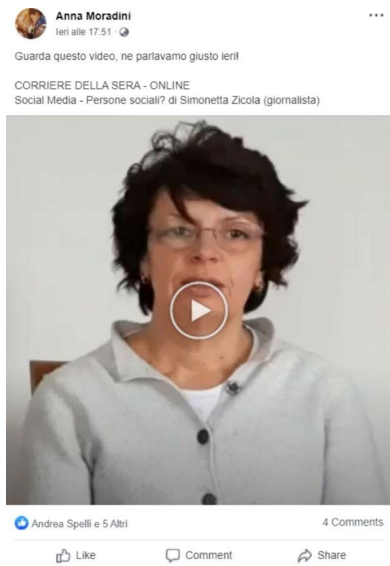 Anna Moradini
Ieri alle 17:51
Guarda questo video, ne parlavamo giusto ieri!
CORRIERE DELLA SERA - ONLINE
Social Media - Persone sociali? di Simonetta Zicola (giornalista)
Andrea Spelli e 5 Altri
4 Comments
Like
Comment
Share